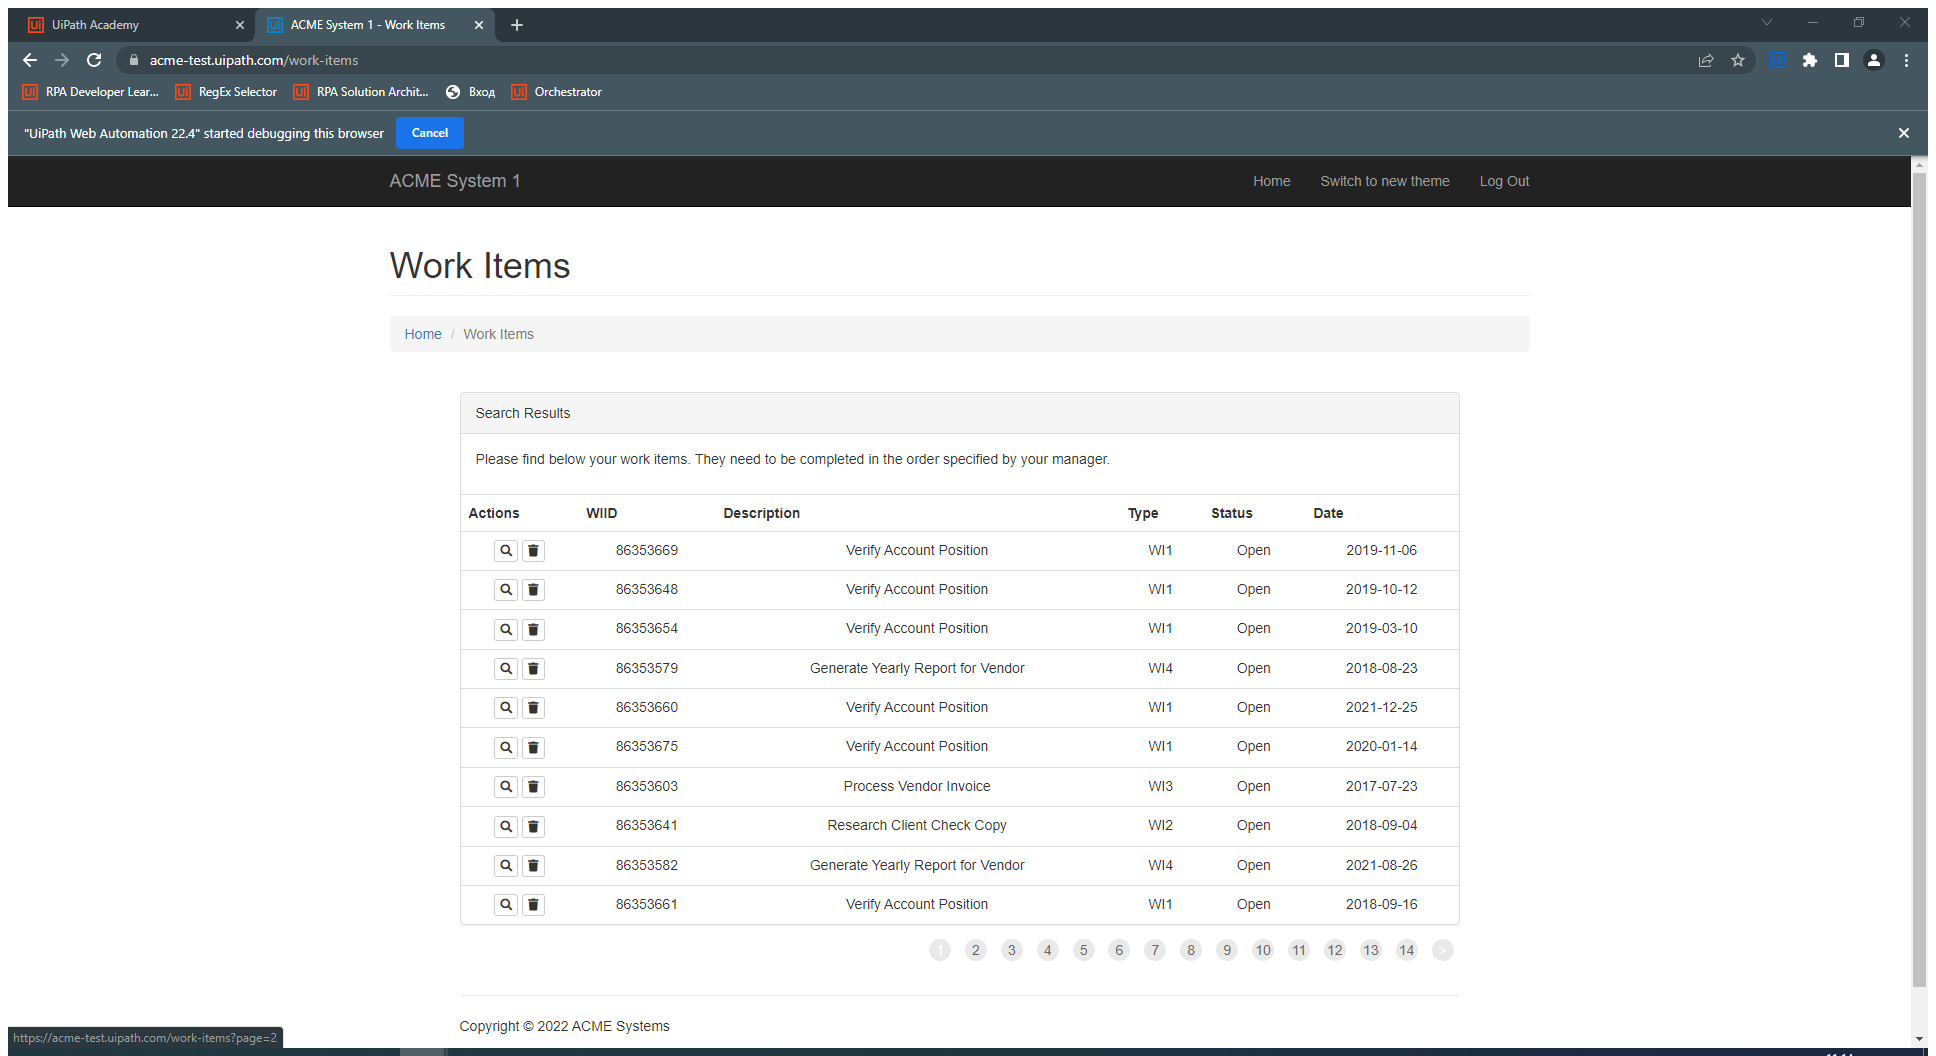 UiPath Academy
ACME System 1 - Work Items
acme-test.uipath.com/work-items
RPA Developer Lear... RegEx Selector RPA Solution Archit... Вход Orchestrator
"UiPath Web Automation 22.4" started debugging this browser Cancel
ACME System 1 Home Switch to new theme Log Out
Work Items
Home / Work Items
Search Results
Please find below your work items. They need to be completed in the order specified by your manager.
Actions WIID Description Type Status Date
86353669 Verify Account Position WI1 Open 2019-11-06
86353648 Verify Account Position WI1 Open 2019-10-12
86353654 Verify Account Position WI1 Open 2019-03-10
86353579 Generate Yearly Report for Vendor WI4 Open 2018-08-23
86353660 Verify Account Position WI1 Open 2021-12-25
86353675 Verify Account Position WI1 Open 2020-01-14
86353603 Process Vendor Invoice WI3 Open 2017-07-23
86353641 Research Client Check Copy WI2 Open 2018-09-04
86353582 Generate Yearly Report for Vendor WI4 Open 2021-08-26
86353661 Verify Account Position WI1 Open 2018-09-16
1 2 3 4 5 6 7 8 9 10 11 12 13 14 >
Copyright © 2022 ACME Systems
https://acme-test.uipath.com/work-items?page=2